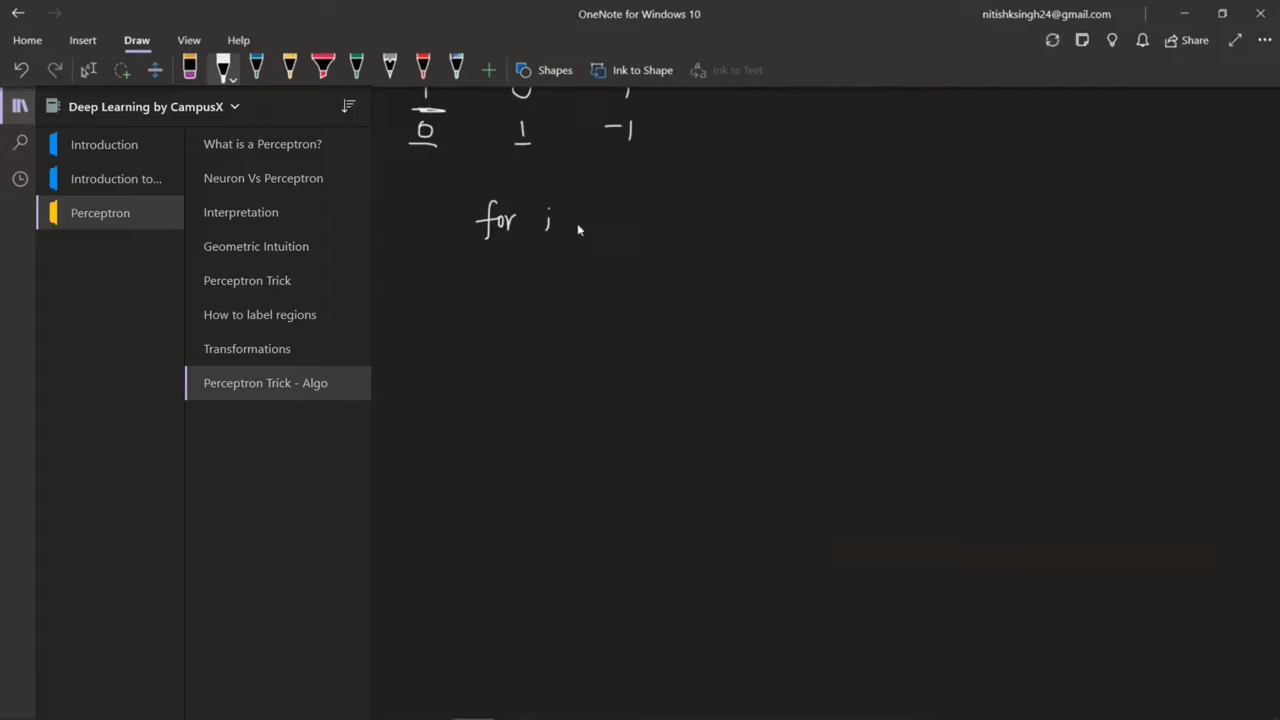 OneNote for Windows 10
nitishksingh24@gmail.com
Home Insert Draw View Help
Share
Shapes
Ink to Shape
Ink to Text
Deep Learning by CampusX
Introduction
Introduction to...
Perceptron
What is a Perceptron?
Neuron Vs Perceptron
Interpretation
Geometric Intuition
Perceptron Trick
How to label regions
Transformations
Perceptron Trick - Algo
0 1 -1
for i